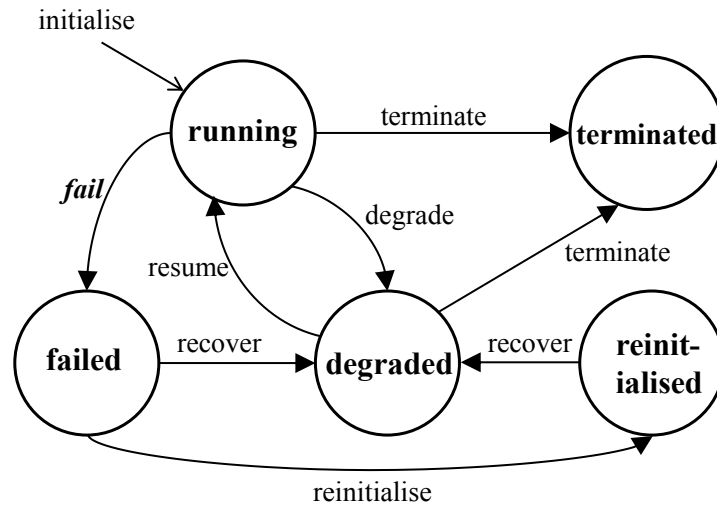 initialise
running
terminate
terminated
fail
degrade
resume
terminate
failed
recover
degraded
recover
reinit-
ialised
reinitialise